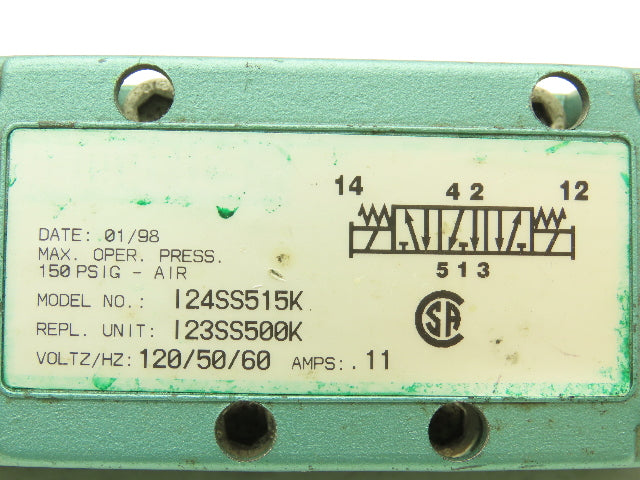 14 4 2 12
5 1 3
DATE: 01/98
MAX. OPER. PRESS.
150 PSIG - AIR
MODEL NO.: I24SS515K
REPL. UNIT: I23SS500K
VOLTZ/HZ: 120/50/60 AMPS: .11
CSA